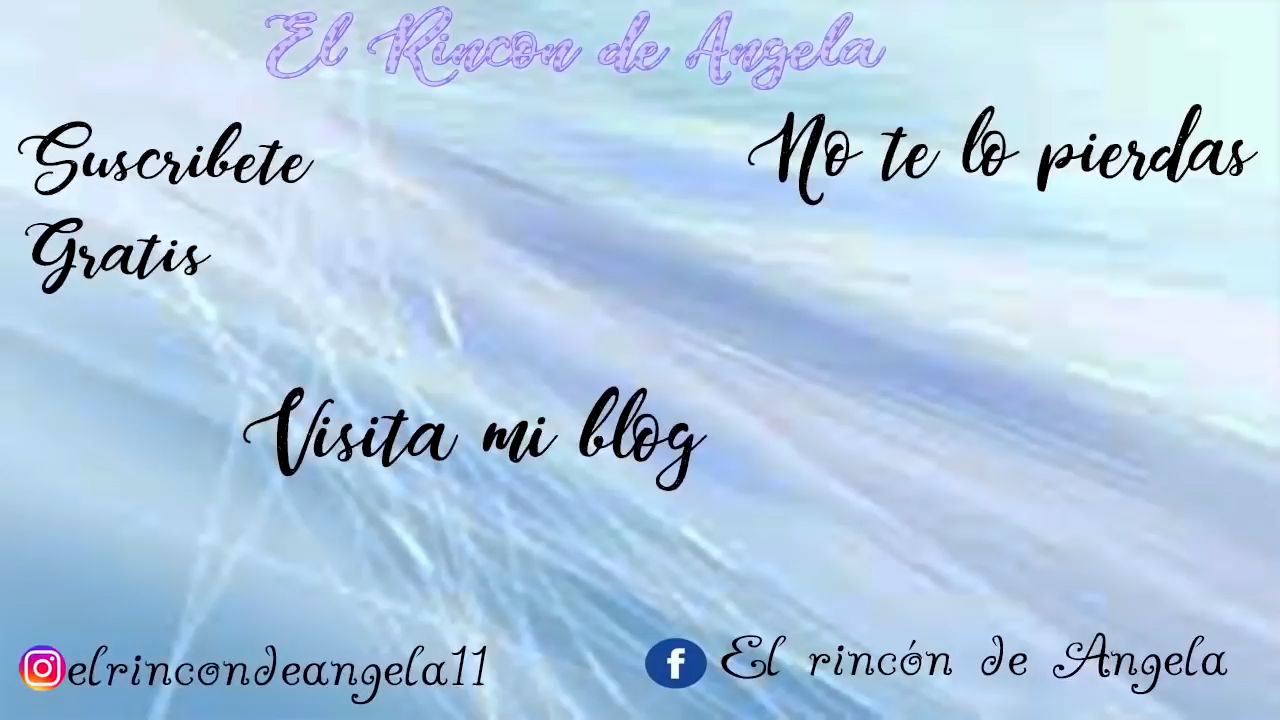 El Rincon de Angela
Suscribete
Gratis
No te lo pierdas
Visita mi blog
elrincondeangela11
El rincón de Angela